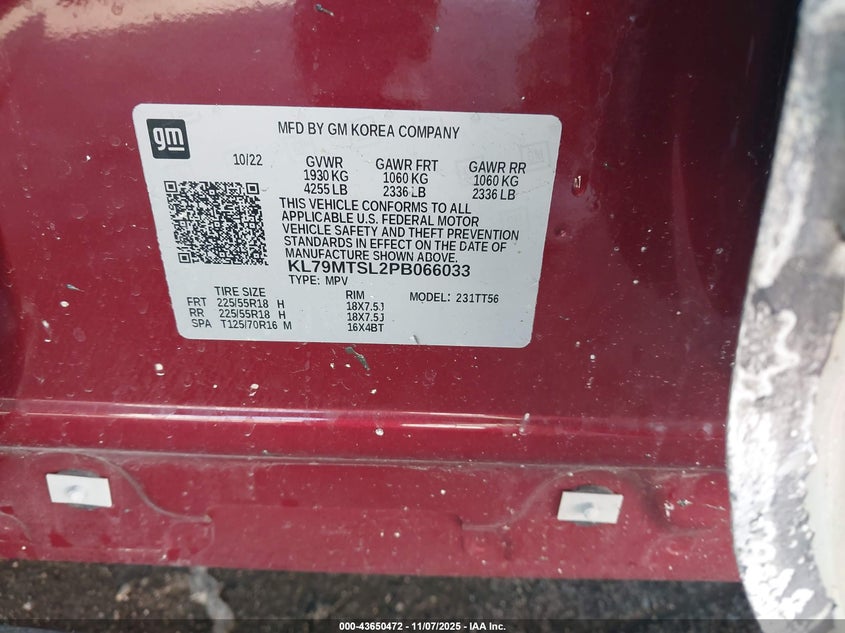 gm
MFD BY GM KOREA COMPANY
10/22 GVWR GAWR FRT GAWR RR
1930 KG 1060 KG 1060 KG
4255 LB 2336 LB 2336 LB
THIS VEHICLE CONFORMS TO ALL
APPLICABLE U.S. FEDERAL MOTOR
VEHICLE SAFETY AND THEFT PREVENTION
STANDARDS IN EFFECT ON THE DATE OF
MANUFACTURE SHOWN ABOVE.
KL79MTSL2PB066033
TYPE: MPV
TIRE SIZE RIM MODEL: 231TT56
FRT 225/55R18 H 18X7.5J
RR 225/55R18 H 18X7.5J
SPA T125/70R16 M 16X4BT
000-43650472 11/07/2025 IAA Inc.